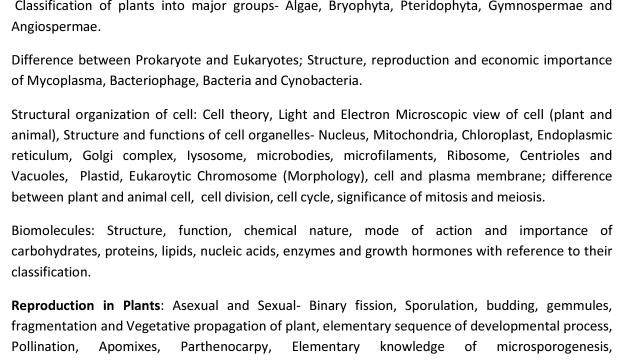 Classification of plants into major groups- Algae, Bryophyta, Pteridophyta, Gymnospermae and
Angiospermae.
Difference between Prokaryote and Eukaryotes; Structure, reproduction and economic importance
of Mycoplasma, Bacteriophage, Bacteria and Cynobacteria.
Structural organization of cell: Cell theory, Light and Electron Microscopic view of cell (plant and
animal), Structure and functions of cell organelles- Nucleus, Mitochondria, Chloroplast, Endoplasmic
reticulum, Golgi complex, Iysosome, microbodies, microfilaments, Ribosome, Centrioles and
Vacuoles, Plastid, Eukaroytic Chromosome (Morphology), cell and plasma membrane; difference
between plant and animal cell, cell division, cell cycle, significance of mitosis and meiosis.
Biomolecules: Structure, function, chemical nature, mode of action and importance of
carbohydrates, proteins, lipids, nucleic acids, enzymes and growth hormones with reference to their
classification.
Reproduction in Plants: Asexual and Sexual- Binary fission, Sporulation, budding, gemmules,
fragmentation and Vegetative propagation of plant, elementary sequence of developmental process,
Pollination, Apomixes, Parthenocarpy, Elementary knowledge of microsporogenesis,